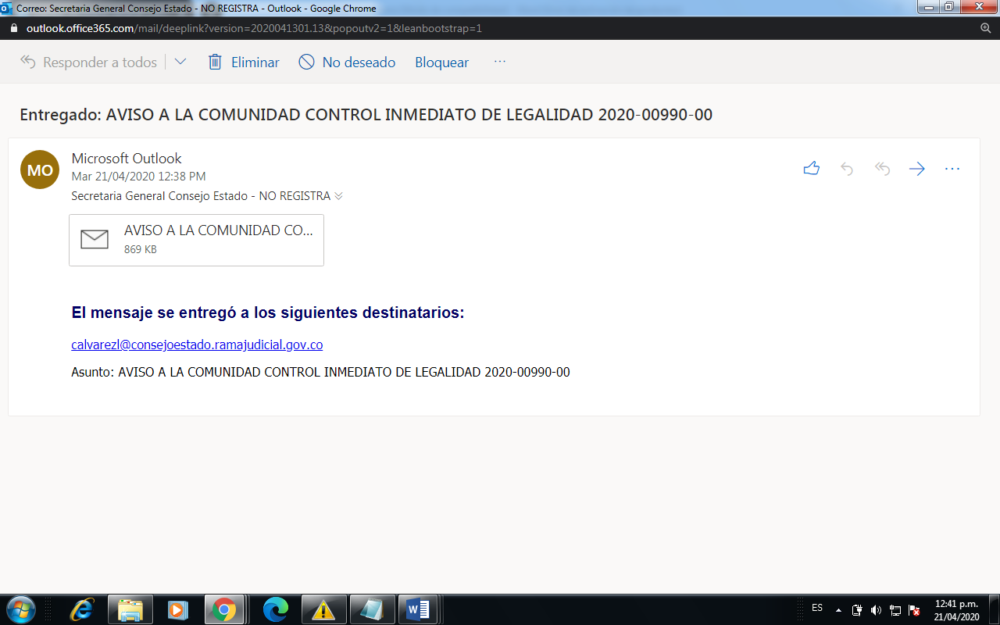 Correo: Secretaria General Consejo Estado - NO REGISTRA - Outlook - Google Chrome
outlook.office365.com/mail/deeplink?version=2020041301.13&popoutv2=1&leanbootstrap=1
Responder a todos Eliminar No deseado Bloquear ...
Entregado: AVISO A LA COMUNIDAD CONTROL INMEDIATO DE LEGALIDAD 2020-00990-00
MO
Microsoft Outlook
Mar 21/04/2020 12:38 PM
Secretaria General Consejo Estado - NO REGISTRA
AVISO A LA COMUNIDAD CO...
869 KB
El mensaje se entregó a los siguientes destinatarios:
calvarezl@consejoestado.ramajudicial.gov.co
Asunto: AVISO A LA COMUNIDAD CONTROL INMEDIATO DE LEGALIDAD 2020-00990-00
ES
12:41 p.m.
21/04/2020